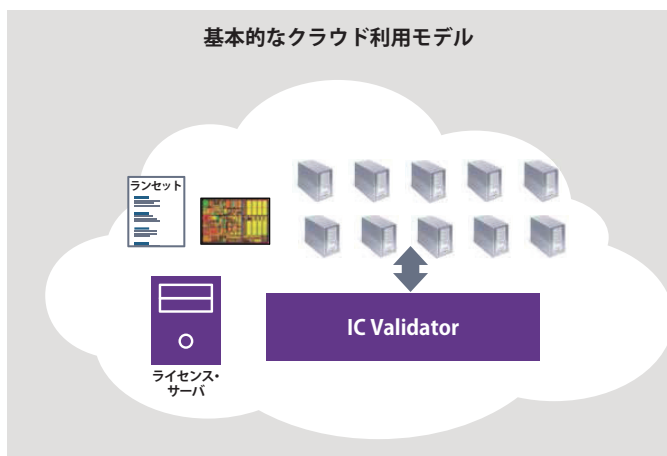 基本的なクラウド利用モデル
ランセット
IC Validator
ライセンス・
サーバ